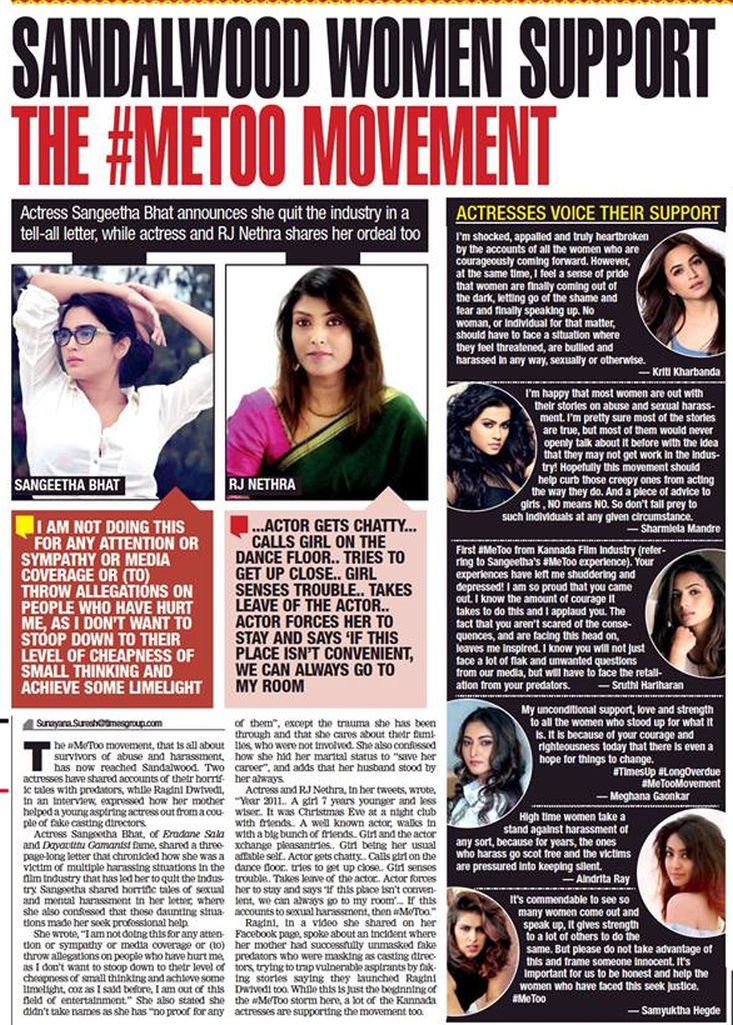 SANDALWOOD WOMEN SUPPORT
THE #METOO MOVEMENT
Actress Sangeetha Bhat announces she quit the industry in a
tell-all letter, while actress and RJ Nethra shares her ordeal too
SANGEETHA BHAT
RJ NETHRA
I AM NOT DOING THIS
FOR ANY ATTENTION OR
SYMPATHY OR MEDIA
COVERAGE OR (TO)
THROW ALLEGATIONS ON
PEOPLE WHO HAVE HURT
ME, AS I DON'T WANT TO
STOOP DOWN TO THEIR
LEVEL OF CHEAPNESS OF
SMALL THINKING AND
ACHIEVE SOME LIMELIGHT
...ACTOR GETS CHATTY...
CALLS GIRL ON THE
DANCE FLOOR.. TRIES TO
GET UP CLOSE.. GIRL
SENSES TROUBLE.. TAKES
LEAVE OF THE ACTOR..
ACTOR FORCES HER TO
STAY AND SAYS 'IF THIS
PLACE ISN'T CONVENIENT,
WE CAN ALWAYS GO TO
MY ROOM
Sunayana.Suresh@timesgroup.com
The #MeToo movement, that is all about
survivors of abuse and harassment,
has now reached Sandalwood. Two
actresses have shared accounts of their horrif-
ic tales with predators, while Ragini Dwivedi,
in an interview, expressed how her mother
helped a young aspiring actress out from a cou-
ple of fake casting directors.
Actress Sangeetha Bhat, of Eradane Sala
and Dayavittu Gamanisi fame, shared a three-
page-long letter that chronicled how she was a
victim of multiple harassing situations in the
film industry that has led her to quit the indus-
try. Sangeetha shared horrific tales of sexual
and mental harassment in her letter, where
she also confessed that these daunting situa-
tions made her seek professional help.
She wrote, "I am not doing this for any atten-
tion or sympathy or media coverage or (to)
throw allegations on people who have hurt me,
as I don't want to stoop down to their level of
cheapness of small thinking and achieve some
limelight, coz as I said before, I am out of this
field of entertainment." She also stated she
didn't take names as she has "no proof for any
of them", except the trauma she has been
through and that she cares about their fami-
lies, who were not involved. She also confessed
how she hid her marital status to "save her
career", and adds that her husband stood by
her always.
Actress and RJ Nethra, in her tweets, wrote,
"Year 2011.. A girl 7 years younger and less
wiser. It was Christmas Eve at a night club
with friends.. A well known actor, walks in
with a big bunch of friends.. Girl and the actor
xchange pleasantries.. Girl being her usual
affable self.. Actor gets chatty... Calls girl on the
dance floor.. tries to get up close.. Girl senses
trouble.. Takes leave of the actor.. Actor forces
her to stay and says 'if this place isn't conven-
ient, we can always go to my room'... If this
accounts to sexual harassment, then #MeToo."
Ragini, in a video she shared on her
Facebook page, spoke about an incident where
her mother had successfully unmasked fake
predators who were masking as casting direc-
tors, trying to trap vulnerable aspirants by fak-
ing stories saying they launched Ragini
Dwivedi too. While this is just the beginning of
the #MeToo storm here, a lot of the Kannada
actresses are supporting the movement too.
ACTRESSES VOICE THEIR SUPPORT
I'm shocked, appalled and truly heartbroken
by the accounts of all the women who are
courageously coming forward. However,
at the same time, I feel a sense of pride
that women are finally coming out of
the dark, letting go of the shame and
fear and finally speaking up. No
woman, or individual for that matter,
should have to face a situation where
they feel threatened, are bullied and
harassed in any way, sexually or otherwise.
— Kriti Kharbanda
I'm happy that most women are out with
their stories on abuse and sexual harass-
ment. I'm pretty sure most of the stories
are true, but most of them would never
openly talk about it before with the idea
that they may not get work in the indus-
try! Hopefully this movement should
help curb those creepy ones from acting
the way they do. And a piece of advice to
girls , NO means NO. So don't fall prey to
such individuals at any given circumstance.
— Sharmiela Mandre
First #MeToo from Kannada Film Industry (refer-
ring to Sangeetha's #MeToo experience). Your
experiences have left me shuddering and
depressed! I am so proud that you came
out. I know the amount of courage it
takes to do this and I applaud you. The
fact that you aren't scared of the conse-
quences, and are facing this head on,
leaves me inspired. I know you will not just
face a lot of flak and unwanted questions
from our media, but will have to face the retali-
ation from your predators. — Sruthi Hariharan
My unconditional support, love and strength
to all the women who stood up for what it
is. It is because of your courage and
righteousness today that there is even a
hope for things to change.
#TimesUp #LongOverdue
#MeTooMovement
— Meghana Gaonkar
High time women take a
stand against harassment of
any sort, because for years, the ones
who harass go scot free and the victims
are pressured into keeping silent.
— Aindrita Ray
It's commendable to see so
many women come out and
speak up, it gives strength
to a lot of others to do the
same. But please do not take advantage of
this and frame someone innocent. It's
important for us to be honest and help the
women who have faced this seek justice.
#MeToo
— Samyuktha Hegde